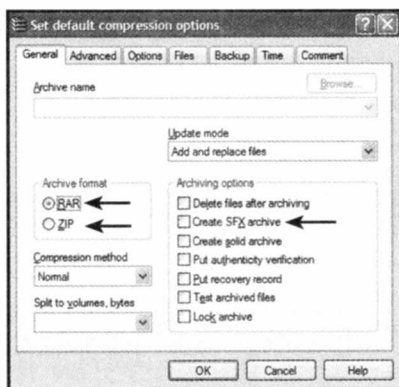 Set default compression options
General Advanced Options Files Backup Time Comment
Archive name
Browse...
Update mode
Add and replace files
Archive format
RAR
ZIP
Compression method
Normal
Split to volumes, bytes
Archiving options
Delete files after archiving
Create SFX archive
Create solid archive
Put authenticity verification
Put recovery record
Test archived files
Lock archive
OK Cancel Help